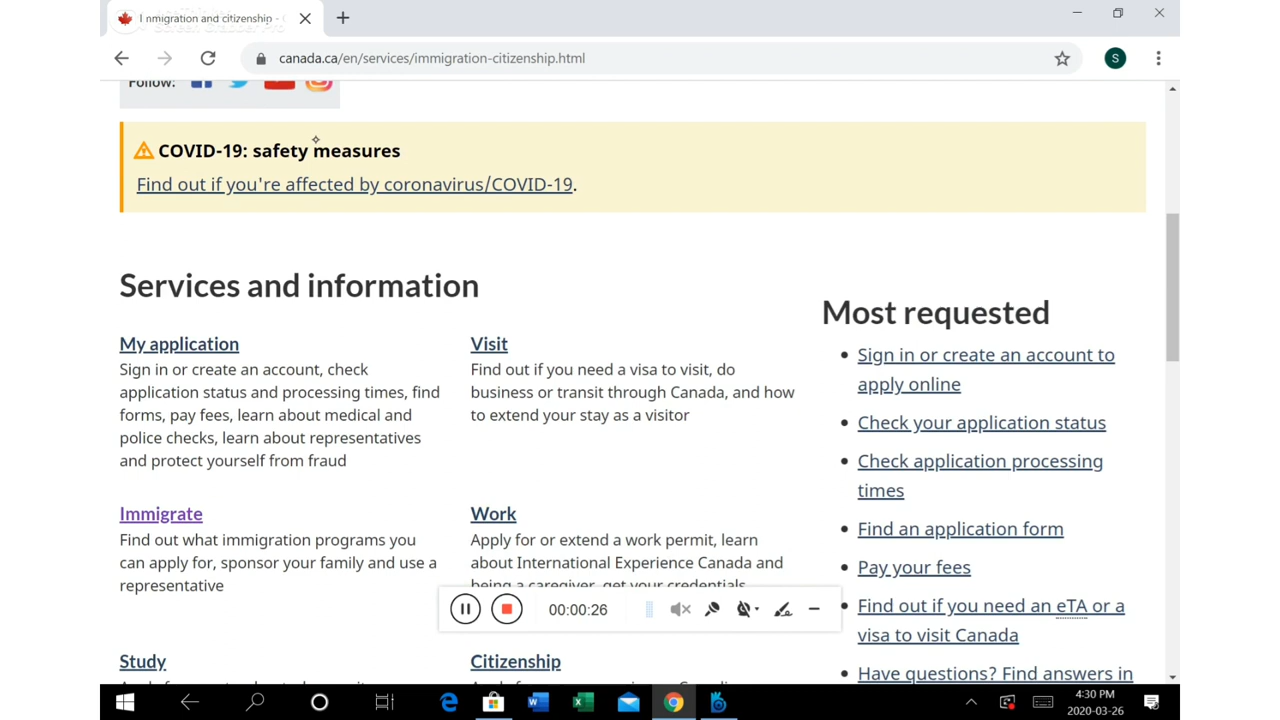 Immigration and citizenship -
canada.ca/en/services/immigration-citizenship.html
S
Follow:
COVID-19: safety measures
Find out if you're affected by coronavirus/COVID-19.
Services and information
My application
Sign in or create an account, check
application status and processing times, find
forms, pay fees, learn about medical and
police checks, learn about representatives
and protect yourself from fraud
Visit
Find out if you need a visa to visit, do
business or transit through Canada, and how
to extend your stay as a visitor
Immigrate
Find out what immigration programs you
can apply for, sponsor your family and use a
representative
Work
Apply for or extend a work permit, learn
about International Experience Canada and
being a caregiver, get your credentials
Study
Citizenship
Most requested
Sign in or create an account to
apply online
Check your application status
Check application processing
times
Find an application form
Pay your fees
Find out if you need an eTA or a
visa to visit Canada
Have questions? Find answers in
00:00:26
4:30 PM
2020-03-26